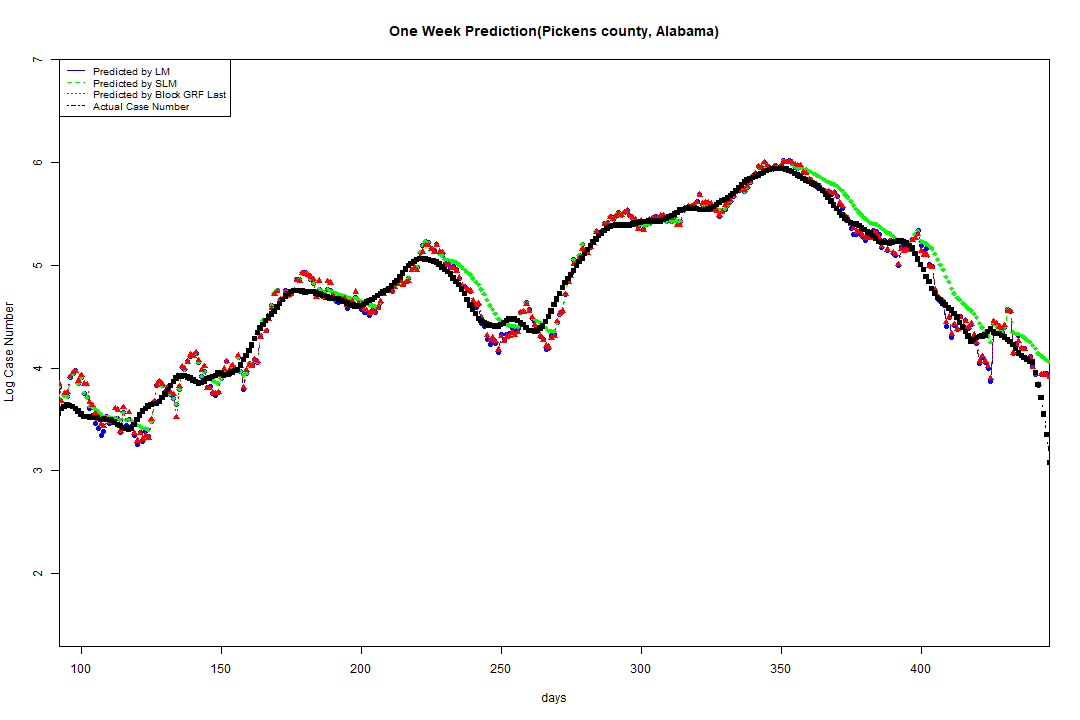 One Week Prediction(Pickens county, Alabama)
Predicted by LM
Predicted by SLM
Predicted by Block GRF Last
Actual Case Number
Log Case Number
7
6
5
4
3
2
100 150 200 250 300 350 400
days